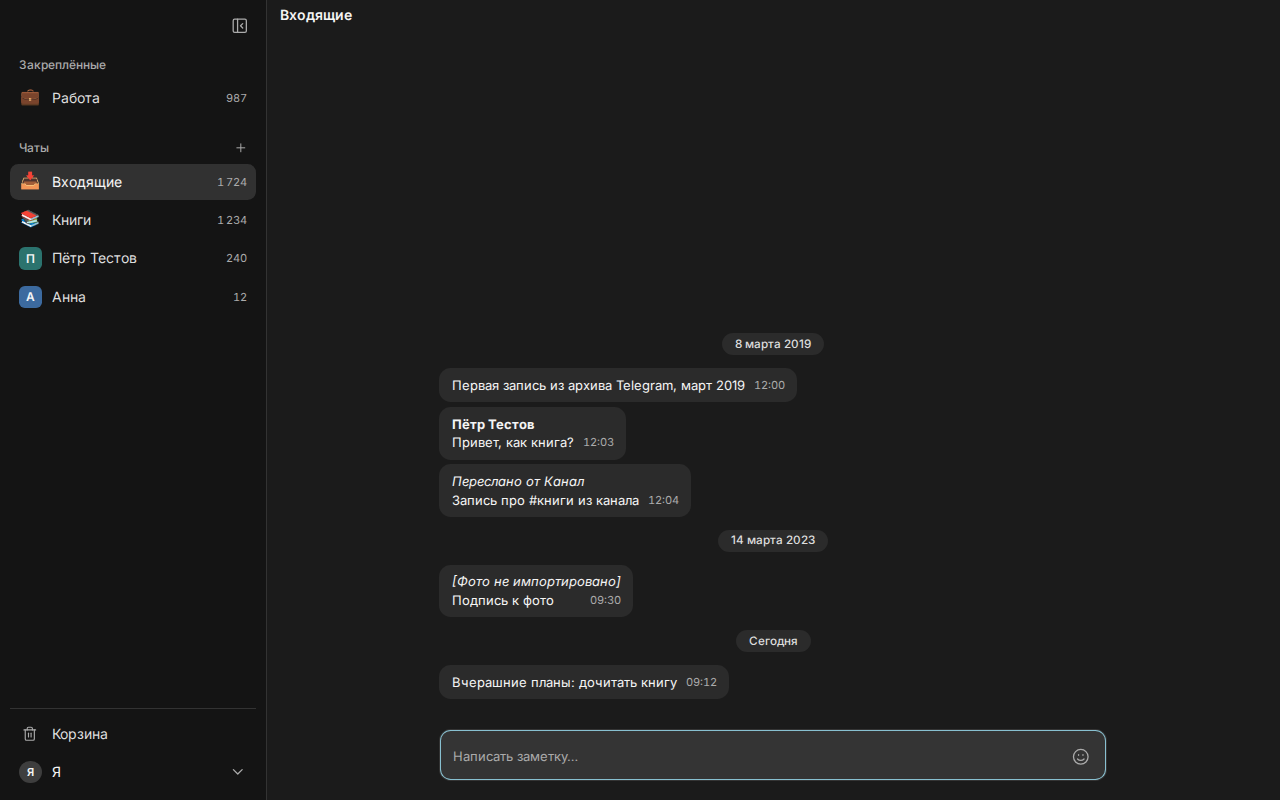 Входящие
Закреплённые
Работа 987
Чаты
Входящие 1 724
Книги 1 234
П Пётр Тестов 240
А Анна 12
Корзина
Я Я
8 марта 2019
Первая запись из архива Telegram, март 2019 12:00
Пётр Тестов
Привет, как книга? 12:03
Переслано от Канал
Запись про #книги из канала 12:04
14 марта 2023
[Фото не импортировано]
Подпись к фото 09:30
Сегодня
Вчерашние планы: дочитать книгу 09:12
Написать заметку...